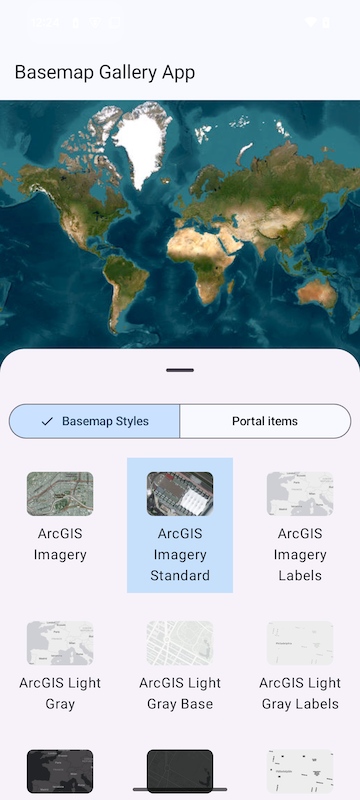 Basemap Gallery App
Basemap Styles
Portal items
ArcGIS
Imagery
ArcGIS
Imagery
Standard
ArcGIS
Imagery
Labels
ArcGIS Light
Gray
ArcGIS Light
Gray Base
ArcGIS Light
Gray Labels